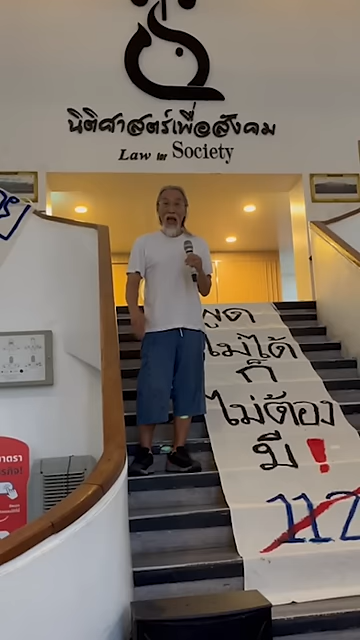 นิติศาสตร์เพื่อสังคม
Law for Society
พูด
ไม่ได้
ก็
ไม่ต้อง
มี!
112